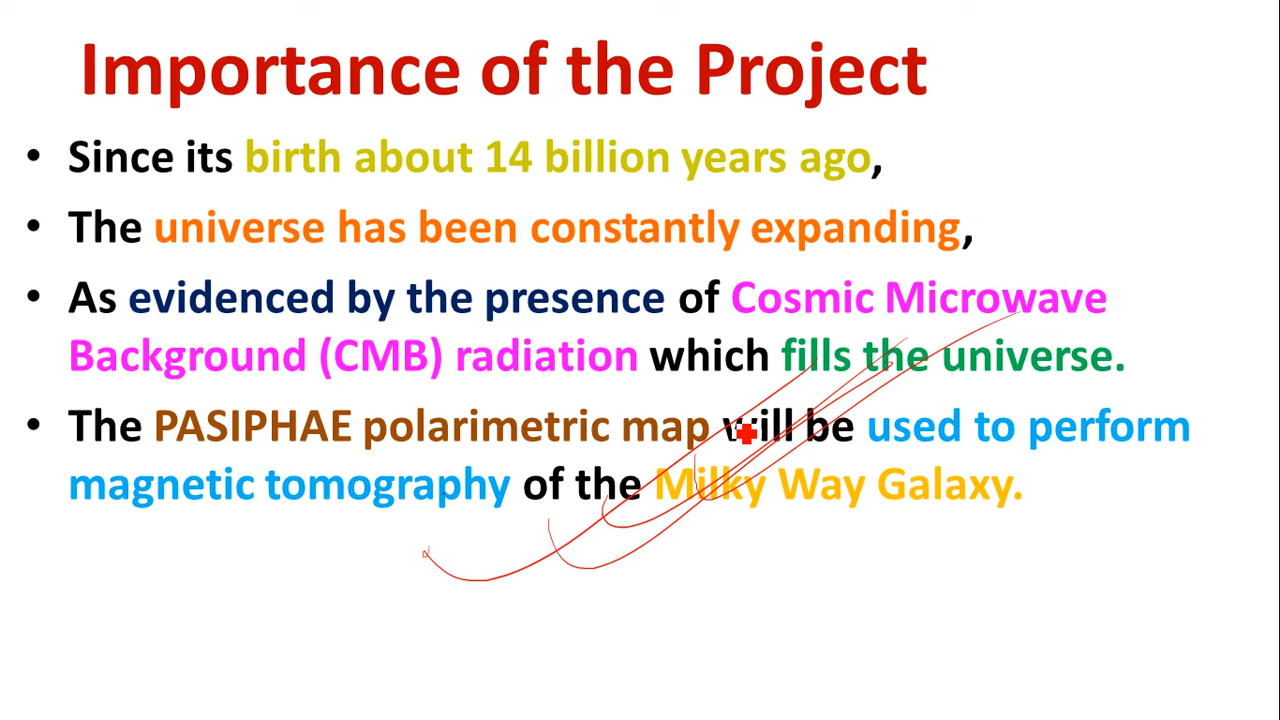 Importance of the Project
• Since its birth about 14 billion years ago,
• The universe has been constantly expanding,
• As evidenced by the presence of Cosmic Microwave
Background (CMB) radiation which fills the universe.
• The PASIPHAE polarimetric map will be used to perform
magnetic tomography of the Milky Way Galaxy.